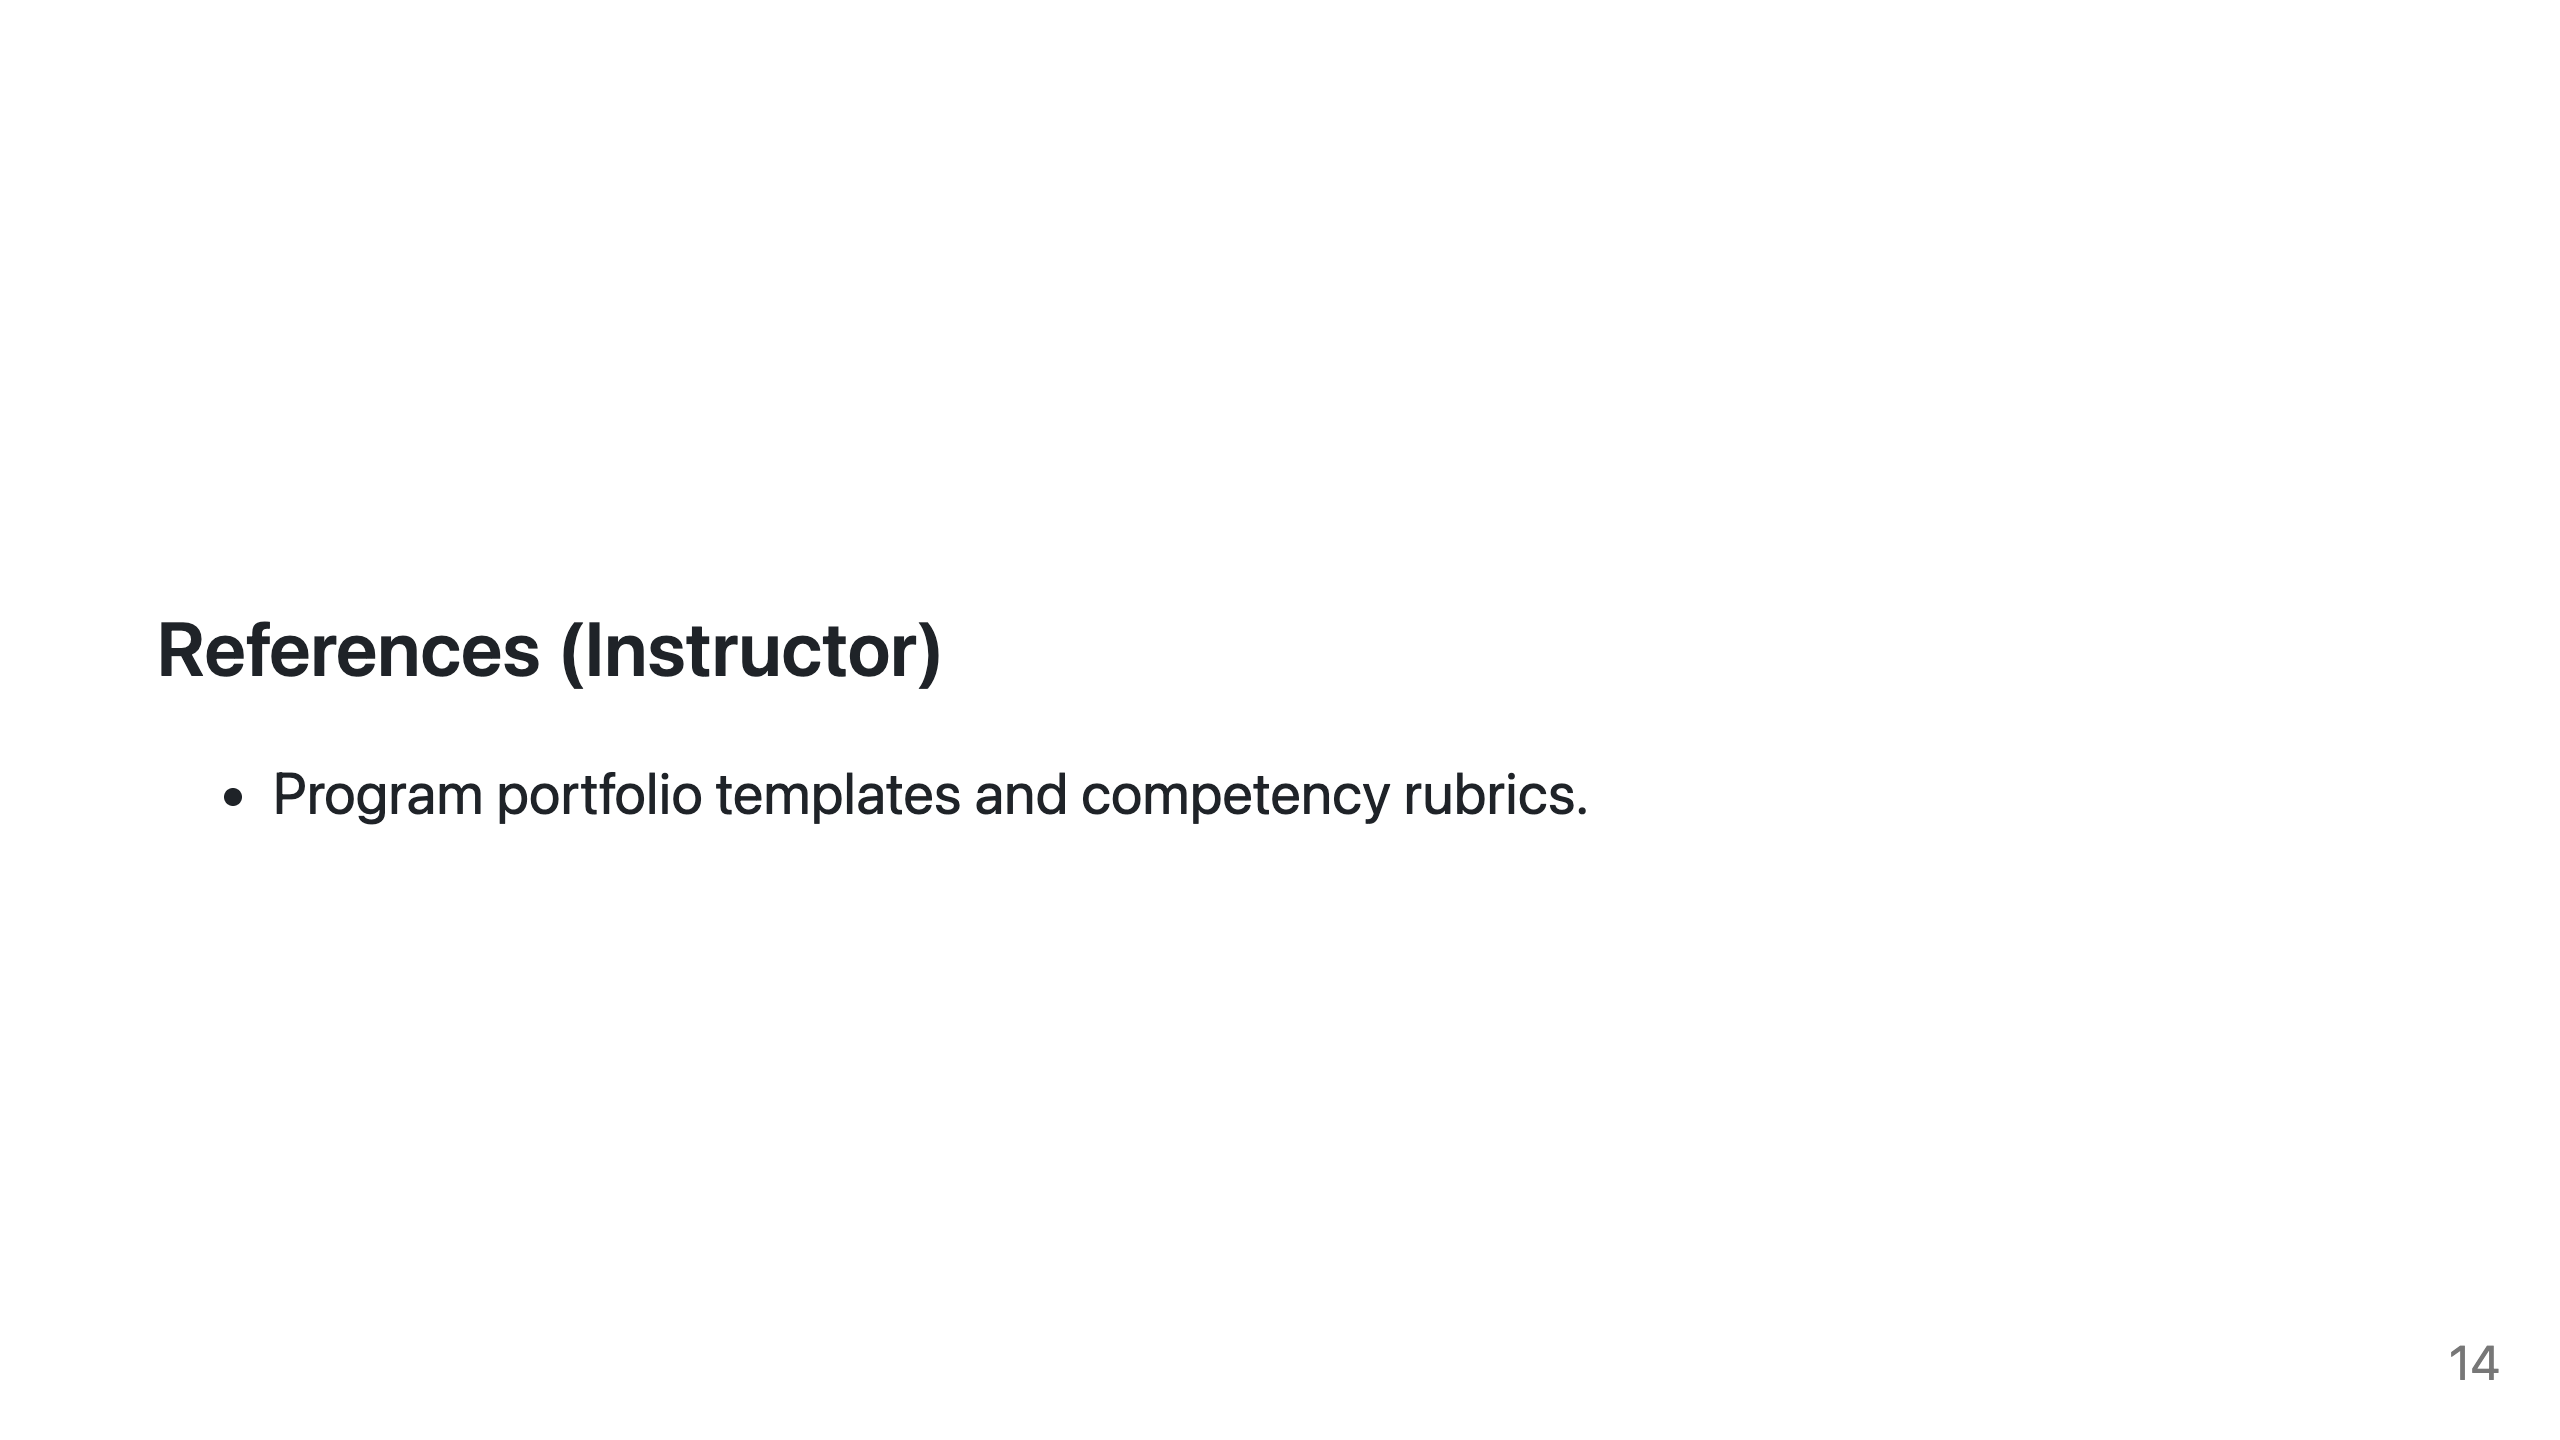 References (Instructor)
• Program portfolio templates and competency rubrics.
14